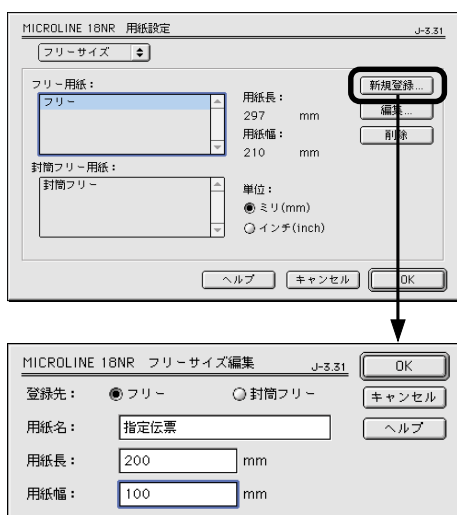 MICROLINE 18NR 用紙設定 J-3.31
フリーサイズ
フリー用紙：
フリー
用紙長：
297 mm
用紙幅：
210 mm
新規登録...
編集...
削除
封筒フリー用紙：
封筒フリー
単位：
ミリ(mm)
インチ(inch)
ヘルプ キャンセル OK
MICROLINE 18NR フリーサイズ編集 J-3.31
OK
登録先： フリー 封筒フリー
キャンセル
用紙名： 指定伝票
ヘルプ
用紙長： 200 mm
用紙幅： 100 mm